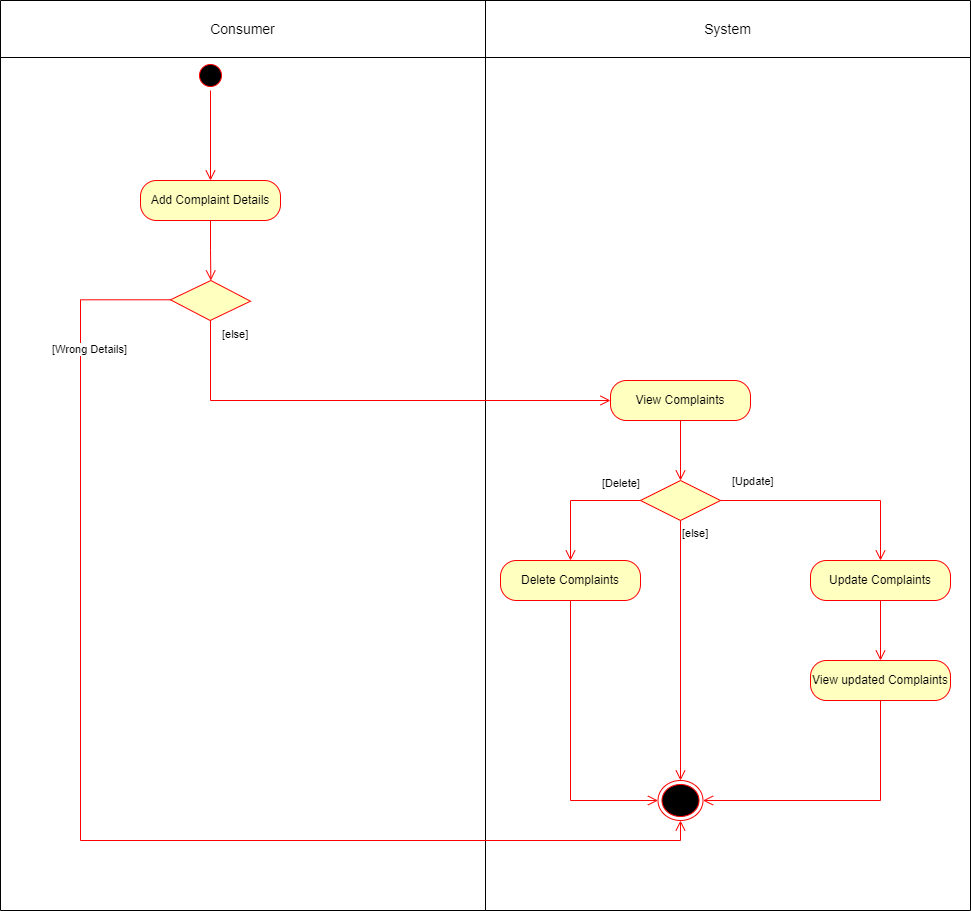 Consumer
System
Add Complaint Details
[else]
[Wrong Details]
View Complaints
[Delete]
[Update]
[else]
Delete Complaints
Update Complaints
View updated Complaints